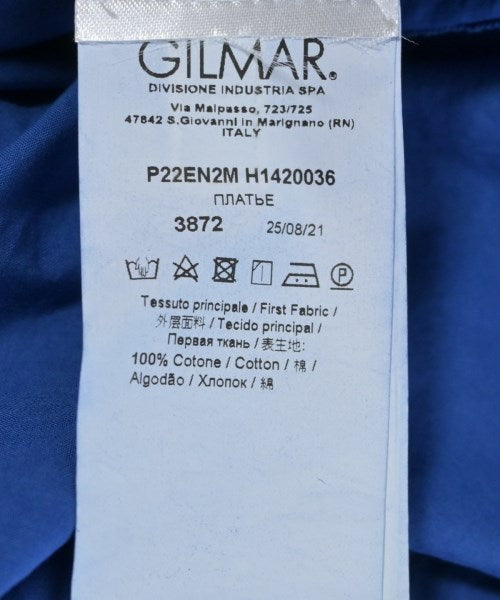 GILMAR®
DIVISIONE INDUSTRIA SPA
Via Malpasso, 723/725
47842 S.Giovanni in Marignano (RN)
ITALY
P22EN2M H1420036
ПЛАТЬЕ
3872 25/08/21
P
Tessuto principale / First Fabric /
外层面料 / Tecido principal /
Первая ткань / 表生地:
100% Cotone / Cotton / 棉 /
Algodão / Хлопок / 綿